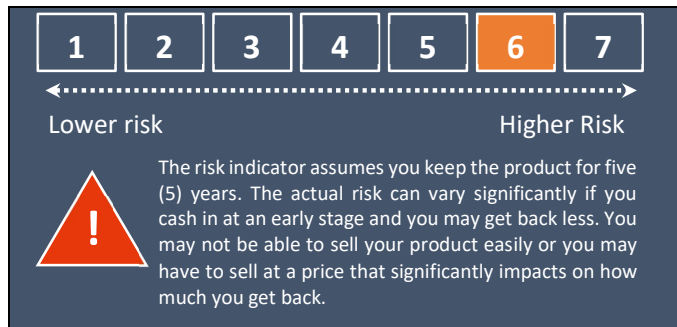 1 2 3 4 5 6 7
Lower risk Higher Risk
The risk indicator assumes you keep the product for five
(5) years. The actual risk can vary significantly if you
cash in at an early stage and you may get back less. You
may not be able to sell your product easily or you may
have to sell at a price that significantly impacts on how
much you get back.
!